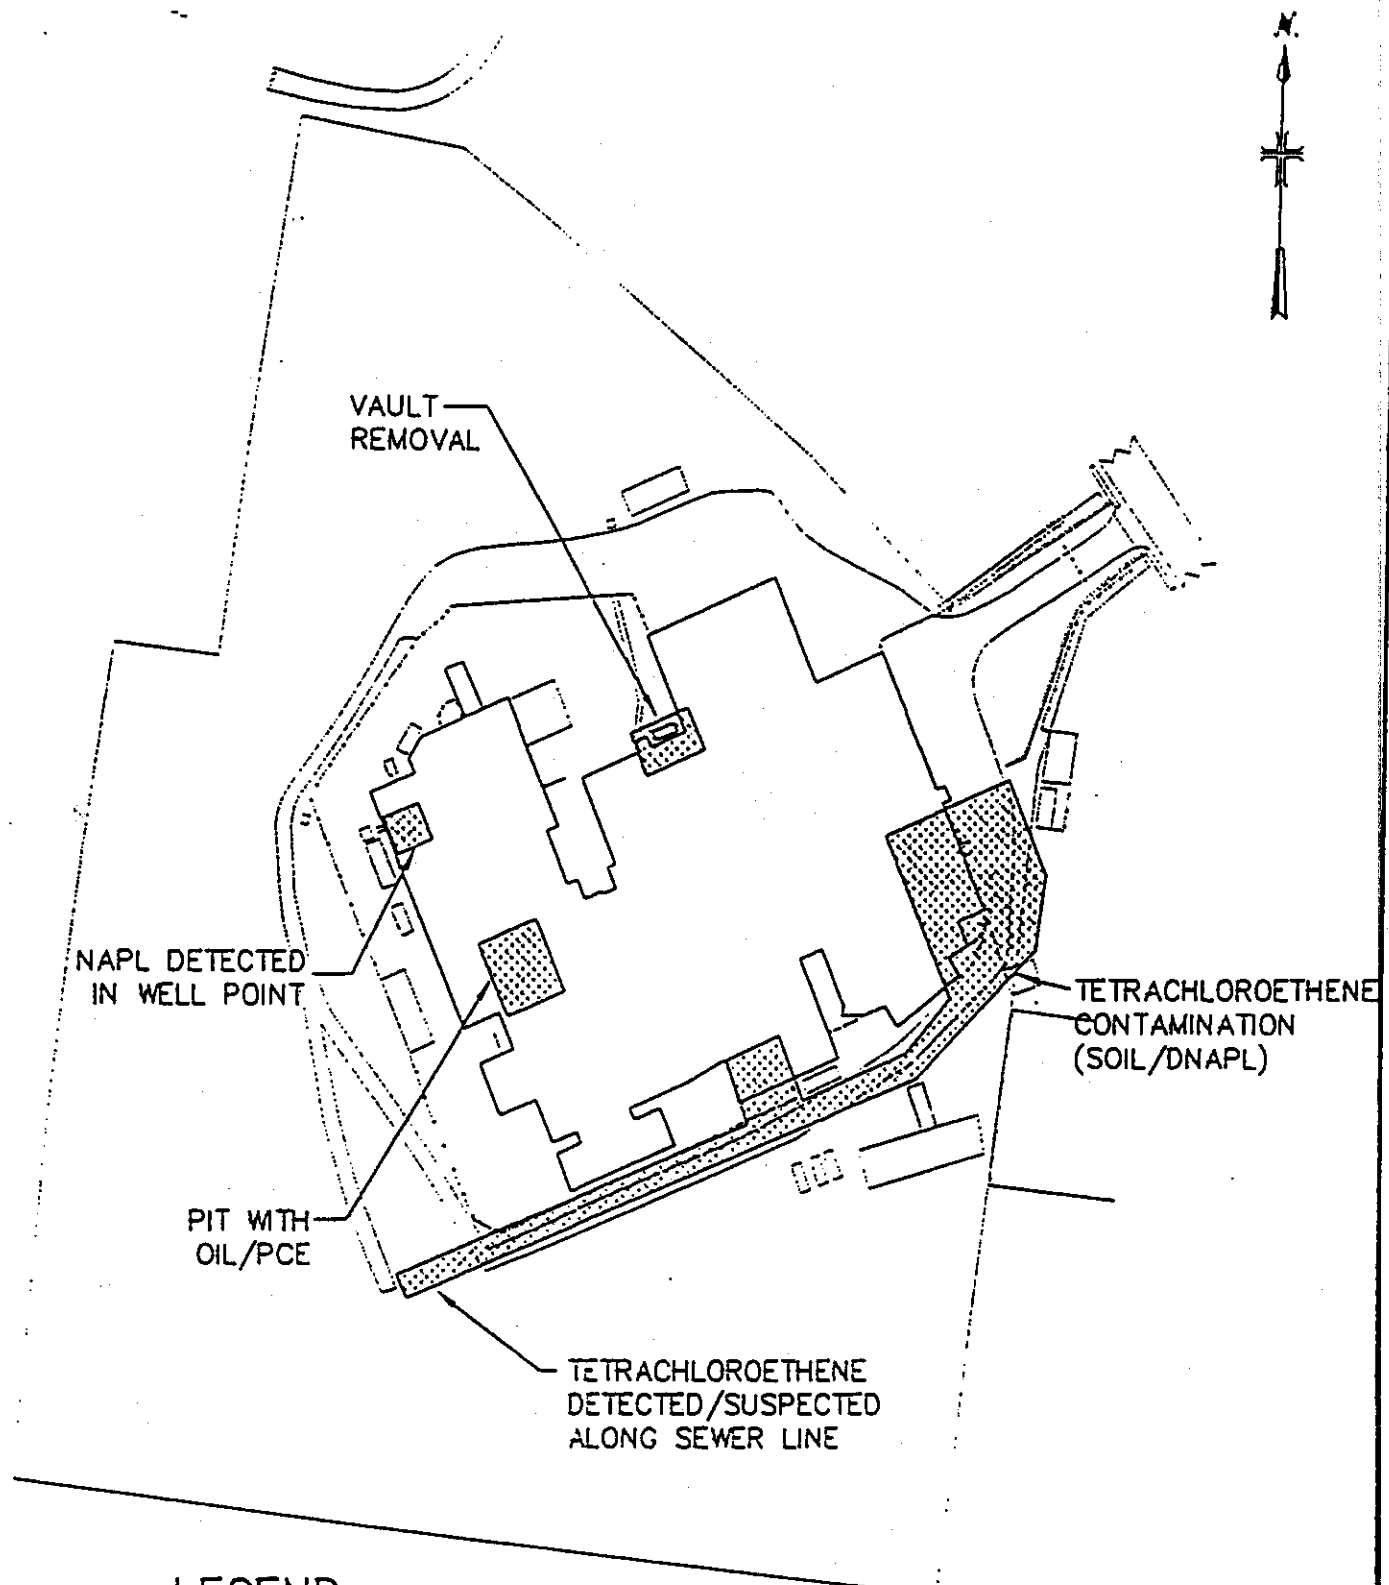 N.
VAULT
REMOVAL
NAPL DETECTED
IN WELL POINT
TETRACHLOROETHENE
CONTAMINATION
(SOIL/DNAPL)
PIT WITH
OIL/PCE
TETRACHLOROETHENE
DETECTED/SUSPECTED
ALONG SEWER LINE
LEGEND